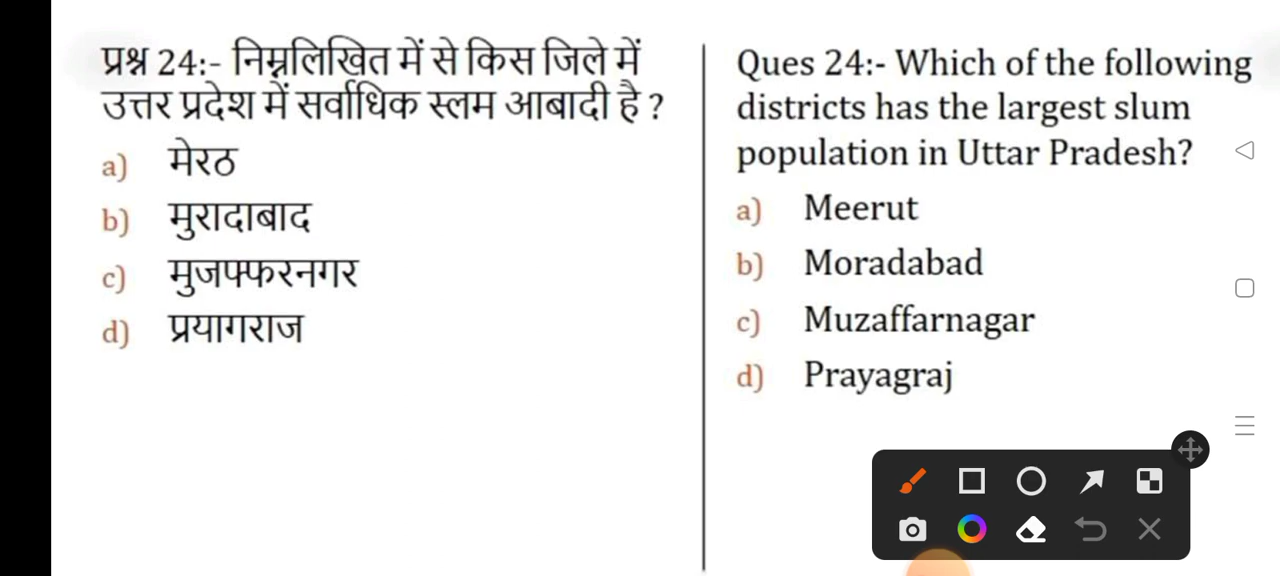 प्रश्न 24:- निम्नलिखित में से किस जिले में
उत्तर प्रदेश में सर्वाधिक स्लम आबादी है ?
a) मेरठ
b) मुरादाबाद
c) मुजफ्फरनगर
d) प्रयागराज
Ques 24:- Which of the following
districts has the largest slum
population in Uttar Pradesh?
a) Meerut
b) Moradabad
c) Muzaffarnagar
d) Prayagraj